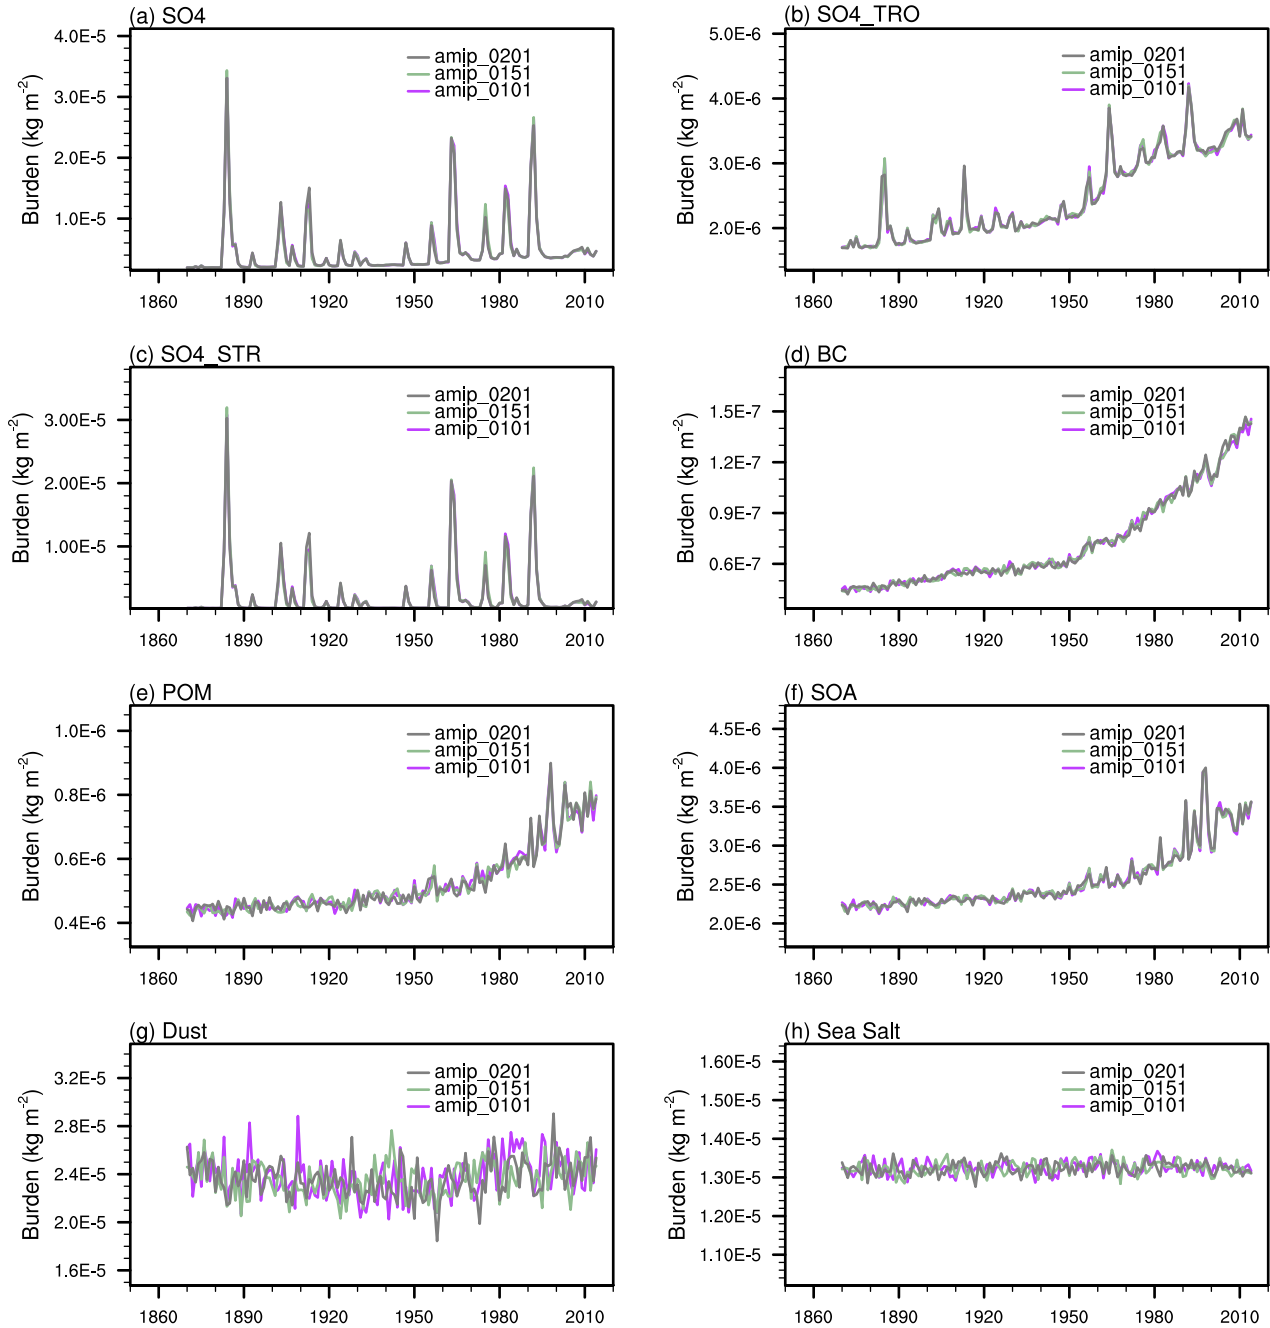 (a) SO4
4.0E-5
3.0E-5
2.0E-5
1.0E-5
Burden (kg m-2)
amip_0201
amip_0151
amip_0101
1860 1890 1920 1950 1980 2010
(b) SO4_TRO
5.0E-6
4.0E-6
3.0E-6
2.0E-6
Burden (kg m-2)
amip_0201
amip_0151
amip_0101
1860 1890 1920 1950 1980 2010
(c) SO4_STR
3.00E-5
2.00E-5
1.00E-5
Burden (kg m-2)
amip_0201
amip_0151
amip_0101
1860 1890 1920 1950 1980 2010
(d) BC
1.5E-7
1.2E-7
0.9E-7
0.6E-7
Burden (kg m-2)
amip_0201
amip_0151
amip_0101
1860 1890 1920 1950 1980 2010
(e) POM
1.0E-6
0.8E-6
0.6E-6
0.4E-6
Burden (kg m-2)
amip_0201
amip_0151
amip_0101
1860 1890 1920 1950 1980 2010
(f) SOA
4.5E-6
4.0E-6
3.5E-6
3.0E-6
2.5E-6
2.0E-6
Burden (kg m-2)
amip_0201
amip_0151
amip_0101
1860 1890 1920 1950 1980 2010
(g) Dust
3.2E-5
2.8E-5
2.4E-5
2.0E-5
1.6E-5
Burden (kg m-2)
amip_0201
amip_0151
amip_0101
1860 1890 1920 1950 1980 2010
(h) Sea Salt
1.60E-5
1.50E-5
1.40E-5
1.30E-5
1.20E-5
1.10E-5
Burden (kg m-2)
amip_0201
amip_0151
amip_0101
1860 1890 1920 1950 1980 2010